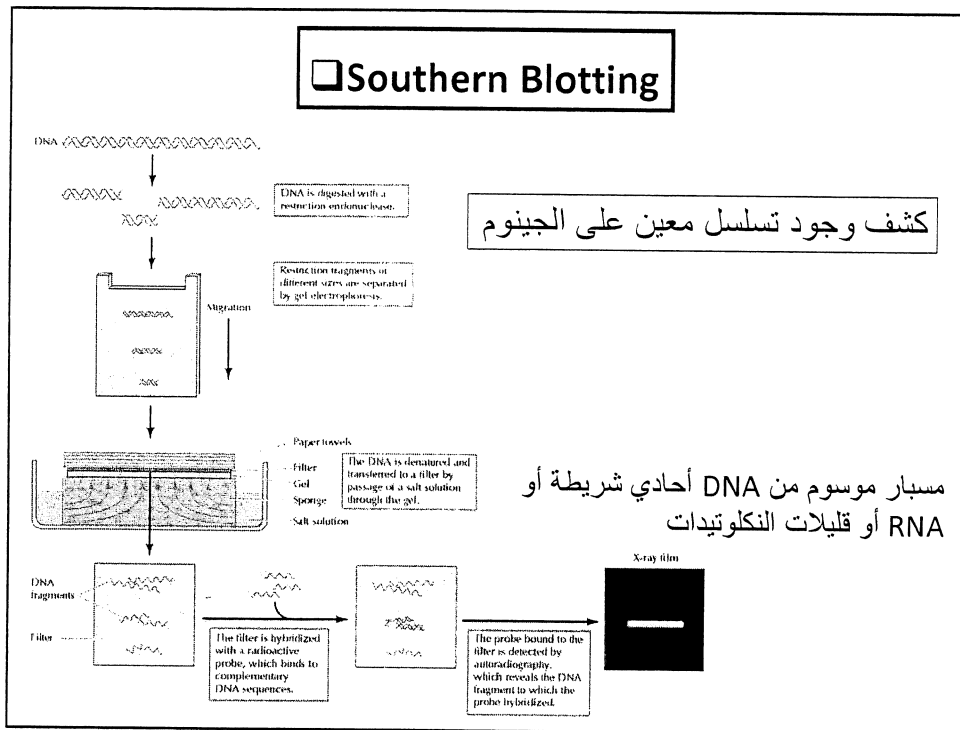 ❑Southern Blotting
DNA
DNA is digested with a
restriction endonuclease.
كشف وجود تسلسل معين على الجينوم
Restriction fragments of
different sizes are separated
by gel electrophoresis.
Migration
Paper towels
Filter
Gel
Sponge
Salt solution
The DNA is denatured and
transferred to a filter by
passage of a salt solution
through the gel.
مسبار موسوم من DNA أحادي شريطة أو
RNA أو قليلات النكلوتيدات
X-ray film
DNA
fragments
Filter
The filter is hybridized
with a radioactive
probe, which binds to
complementary
DNA sequences.
The probe bound to the
filter is detected by
autoradiography,
which reveals the DNA
fragment to which the
probe hybridized.